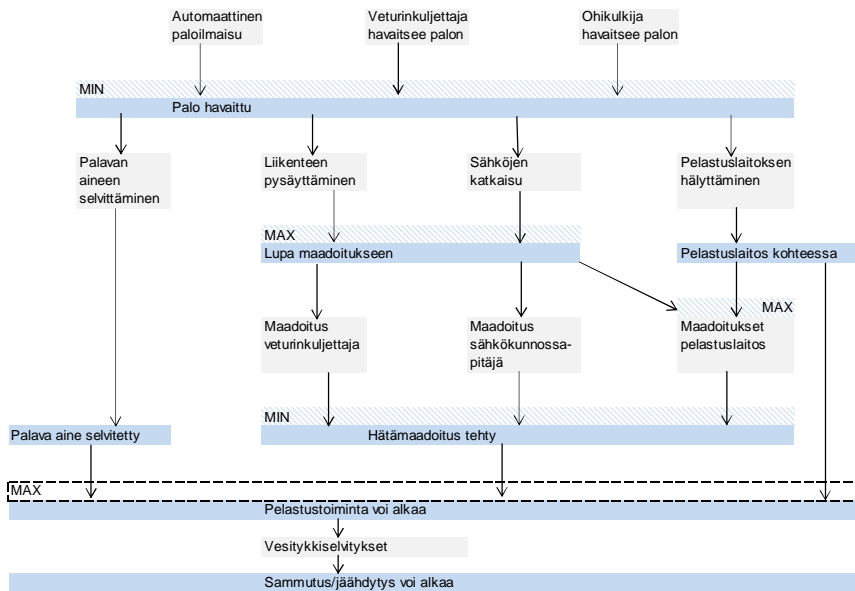 Automaattinen
paloilmaisu
Veturinkuljettaja
havaitsee palon
Ohikulkija
havaitsee palon
MIN
Palo havaittu
Palavan
aineen
selvittäminen
Liikenteen
pysäyttäminen
Sähköjen
katkaisu
Pelastuslaitoksen
hälyttäminen
MAX
Lupa maadoitukseen
Pelastuslaitos kohteessa
MAX
Maadoitus
veturinkuljettaja
Maadoitus
sähkökunnossa-
pitäjä
Maadoitukset
pelastuslaitos
MIN
Palava aine selvitetty
Hätämaadoitus tehty
MAX
Pelastustoiminta voi alkaa
Vesitykkiselvitykset
Sammutus/jäähdytys voi alkaa